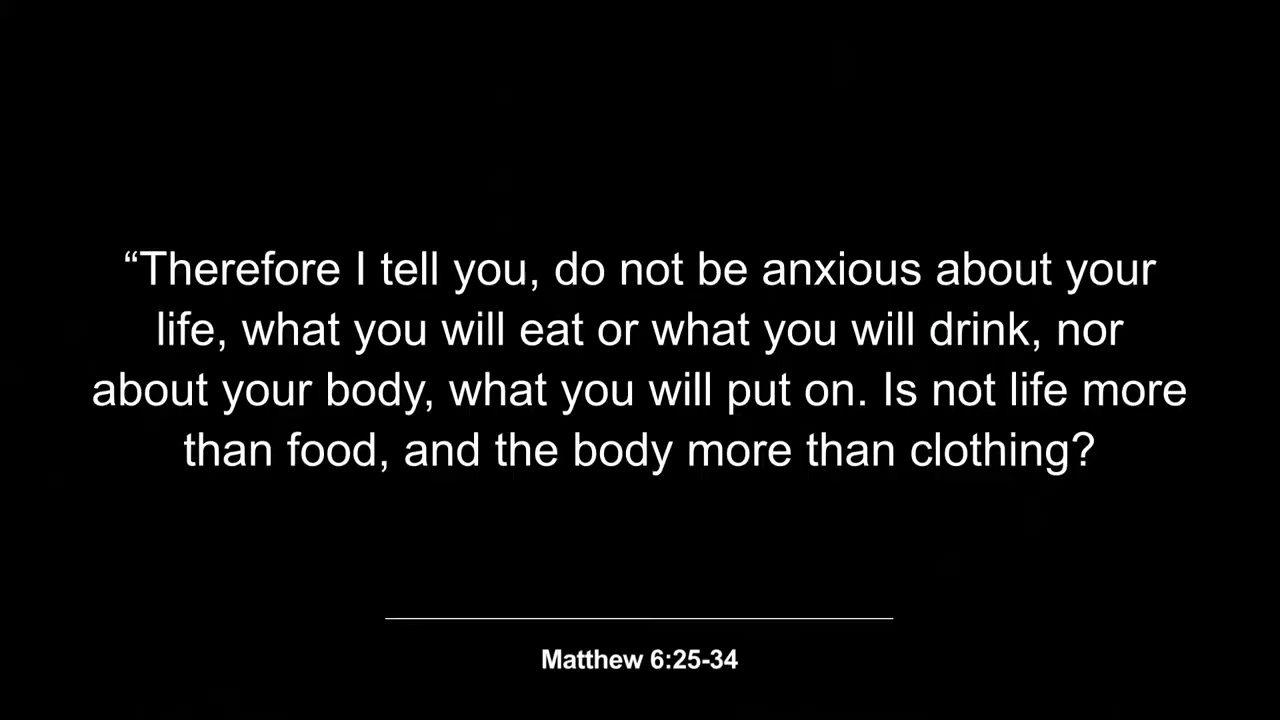 “Therefore I tell you, do not be anxious about your
life, what you will eat or what you will drink, nor
about your body, what you will put on. Is not life more
than food, and the body more than clothing?
Matthew 6:25-34